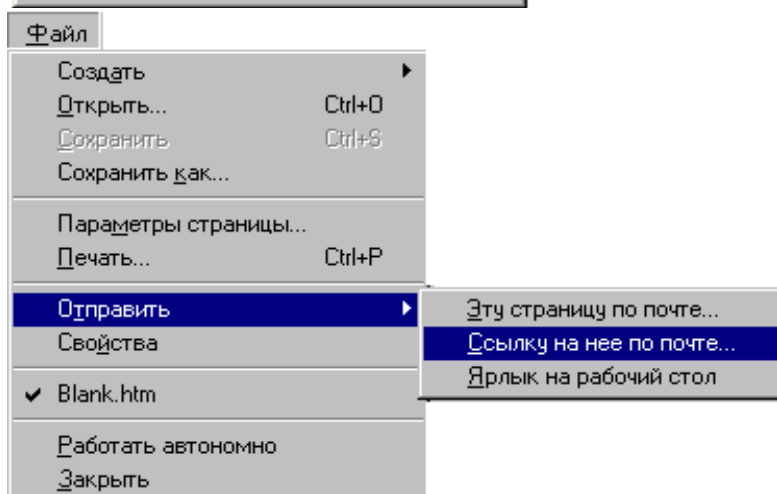 Файл
Создать
Открыть... Ctrl+O
Сохранить Ctrl+S
Сохранить как...
Параметры страницы...
Печать... Ctrl+P
Отправить
Свойства
Blank.htm
Работать автономно
Закрыть
Эту страницу по почте...
Ссылку на нее по почте...
Ярлык на рабочий стол